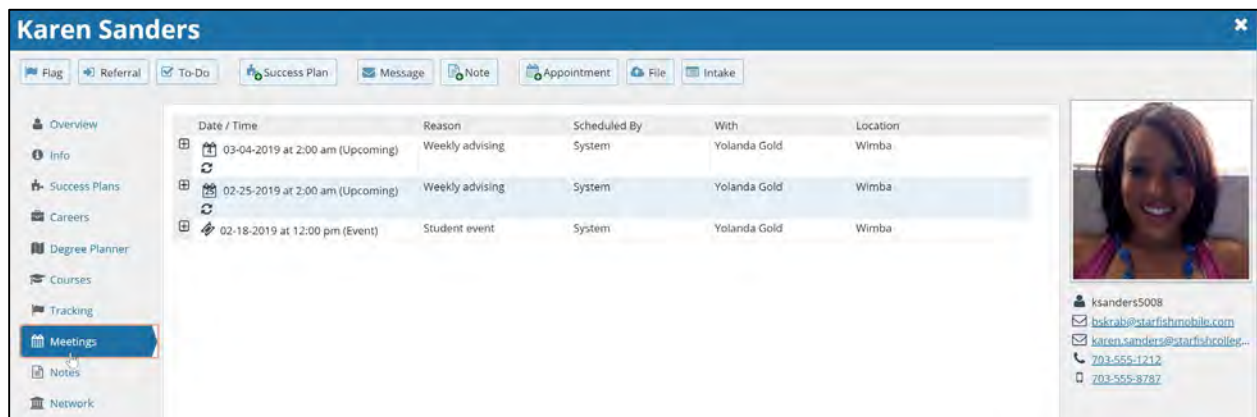 Karen Sanders
Flag Referral To-Do Success Plan Message Note Appointment File Intake
Overview
Info
Success Plans
Careers
Degree Planner
Courses
Tracking
Meetings
Notes
Network
Date / Time Reason Scheduled By With Location
03-04-2019 at 2:00 am (Upcoming) Weekly advising System Yolanda Gold Wimba
02-25-2019 at 2:00 am (Upcoming) Weekly advising System Yolanda Gold Wimba
02-18-2019 at 12:00 pm (Event) Student event System Yolanda Gold Wimba
ksanders5008
bskrab@starfishmobile.com
karen.sanders@starfishcolleg...
703-555-1212
703-555-8787